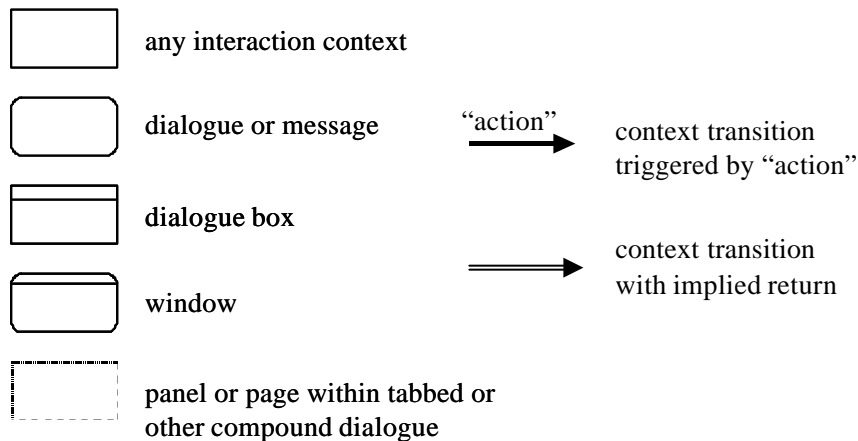 any interaction context
dialogue or message
dialogue box
window
panel or page within tabbed or
other compound dialogue
“action”
context transition
triggered by “action”
context transition
with implied return